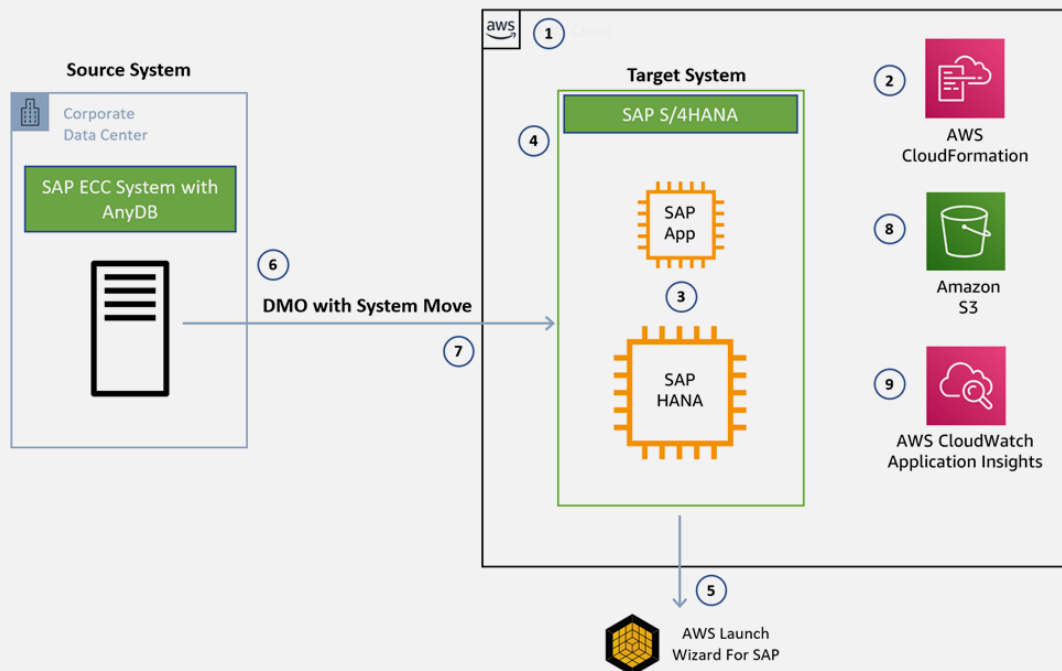 aws
1
Cloud
Source System
Target System
Corporate
Data Center
SAP ECC System with
AnyDB
6
DMO with System Move
7
4
SAP S/4HANA
SAP
App
3
SAP
HANA
2
AWS
CloudFormation
8
Amazon
S3
9
AWS CloudWatch
Application Insights
5
AWS Launch
Wizard For SAP